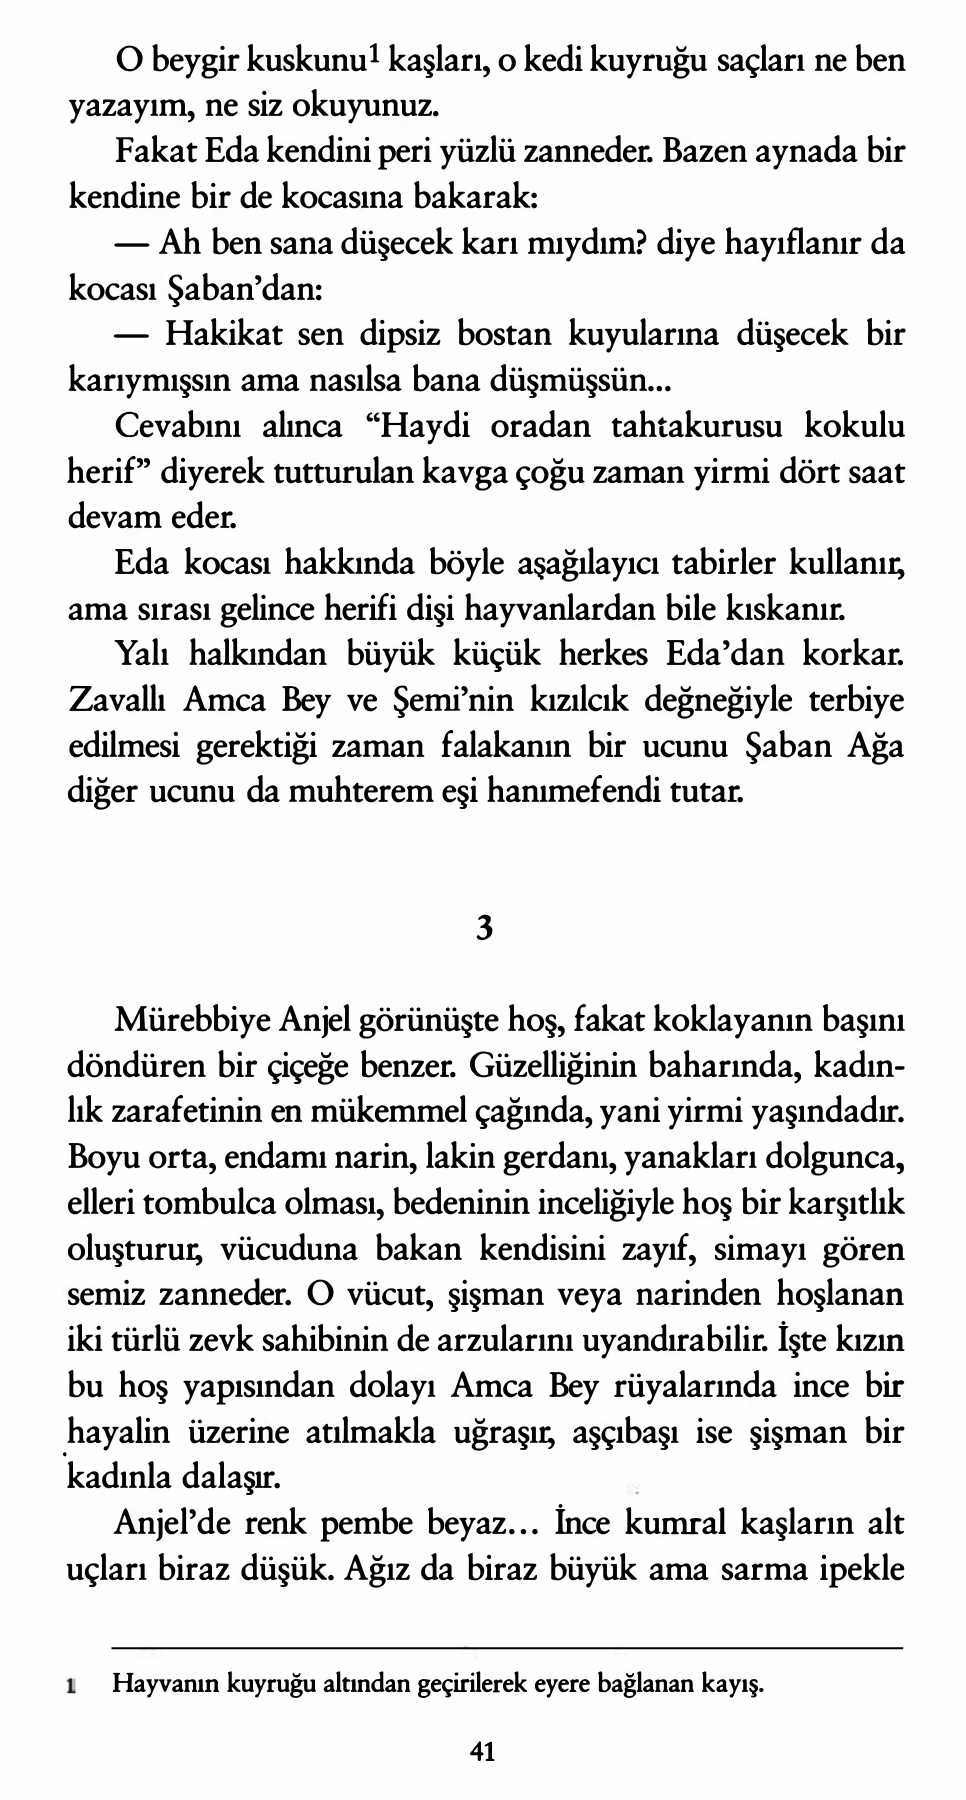 O beygir kuskunu1 kaşları, o kedi kuyruğu saçları ne ben
yazayım, ne siz okuyunuz.
Fakat Eda kendini peri yüzlü zanneder. Bazen aynada bir
kendine bir de kocasına bakarak:
— Ah ben sana düşecek karı mıydım? diye hayıflanır da
kocası Şaban’dan:
— Hakikat sen dipsiz bostan kuyularına düşecek bir
karıymışsın ama nasılsa bana düşmüşsün...
Cevabını alınca “Haydi oradan tahtakurusu kokulu
herif” diyerek tutturulan kavga çoğu zaman yirmi dört saat
devam eder.
Eda kocası hakkında böyle aşağılayıcı tabirler kullanır,
ama sırası gelince herifi dişi hayvanlardan bile kıskanır.
Yalı halkından büyük küçük herkes Eda’dan korkar.
Zavallı Amca Bey ve Şemi’nin kızılcık değneğiyle terbiye
edilmesi gerektiği zaman falakanın bir ucunu Şaban Ağa
diğer ucunu da muhterem eşi hanımefendi tutar.
3
Mürebbiye Anjel görünüşte hoş, fakat koklayanın başını
döndüren bir çiçeğe benzer. Güzelliğinin baharında, kadın-
lık zarafetinin en mükemmel çağında, yani yirmi yaşındadır.
Boyu orta, endamı narin, lakin gerdanı, yanakları dolgunca,
elleri tombulca olması, bedeninin inceliğiyle hoş bir karşıtlık
oluşturur, vücuduna bakan kendisini zayıf, simayı gören
semiz zanneder. O vücut, şişman veya narinden hoşlanan
iki türlü zevk sahibinin de arzularını uyandırabilir. İşte kızın
bu hoş yapısından dolayı Amca Bey rüyalarında ince bir
hayalin üzerine atılmakla uğraşır, aşçıbaşı ise şişman bir
kadınla dalaşır.
Anjel’de renk pembe beyaz... İnce kumral kaşların alt
uçları biraz düşük. Ağız da biraz büyük ama sarma ipekle
1 Hayvanın kuyruğu altından geçirilerek eyere bağlanan kayış.
41